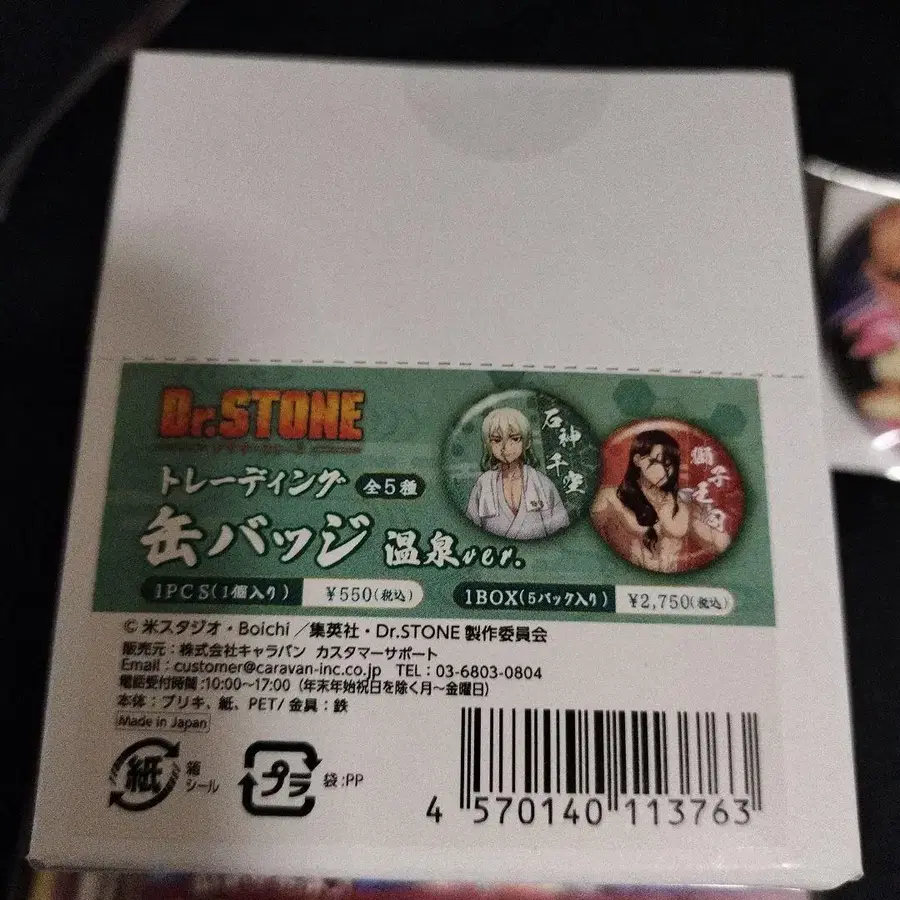 Dr.STONE
トレーディング 全5種
缶バッジ 温泉ver.
石神千空
獅子王司
1PCS(1個入り) ¥550(税込)
1BOX(5パック入り) ¥2,750(税込)
© 米スタジオ・Boichi/集英社・Dr.STONE 製作委員会
販売元:株式会社キャラバン カスタマーサポート
Email:customer@caravan-inc.co.jp TEL:03-6803-0804
電話受付時間:10:00~17:00(年末年始祝日を除く月~金曜日)
本体:ブリキ、紙、PET/ 金具:鉄
Made in Japan
紙 箱 シール
プラ 袋:PP
4 570140 113763